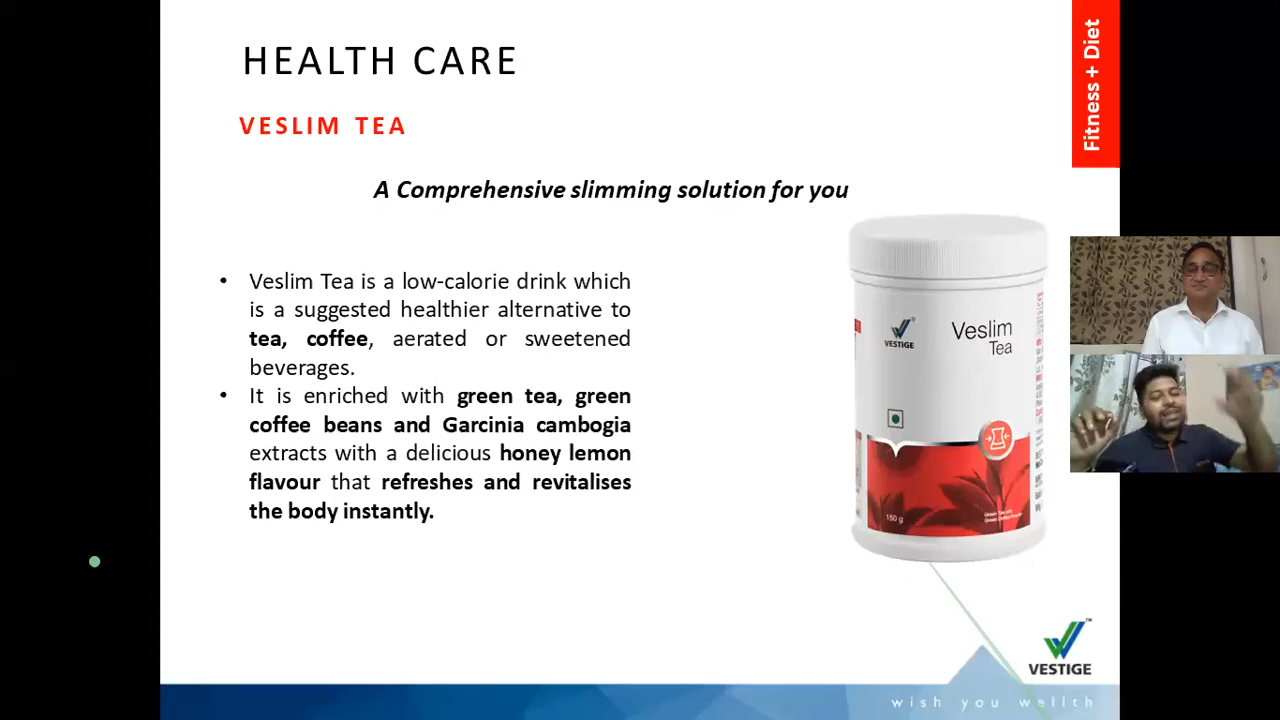 HEALTH CARE
Fitness + Diet
VESLIM TEA
A Comprehensive slimming solution for you
• Veslim Tea is a low-calorie drink which
is a suggested healthier alternative to
tea, coffee, aerated or sweetened
beverages.
• It is enriched with green tea, green
coffee beans and Garcinia cambogia
extracts with a delicious honey lemon
flavour that refreshes and revitalises
the body instantly.
VESTIGE
Veslim
Tea
150 g
VESTIGE™
wish you wellth